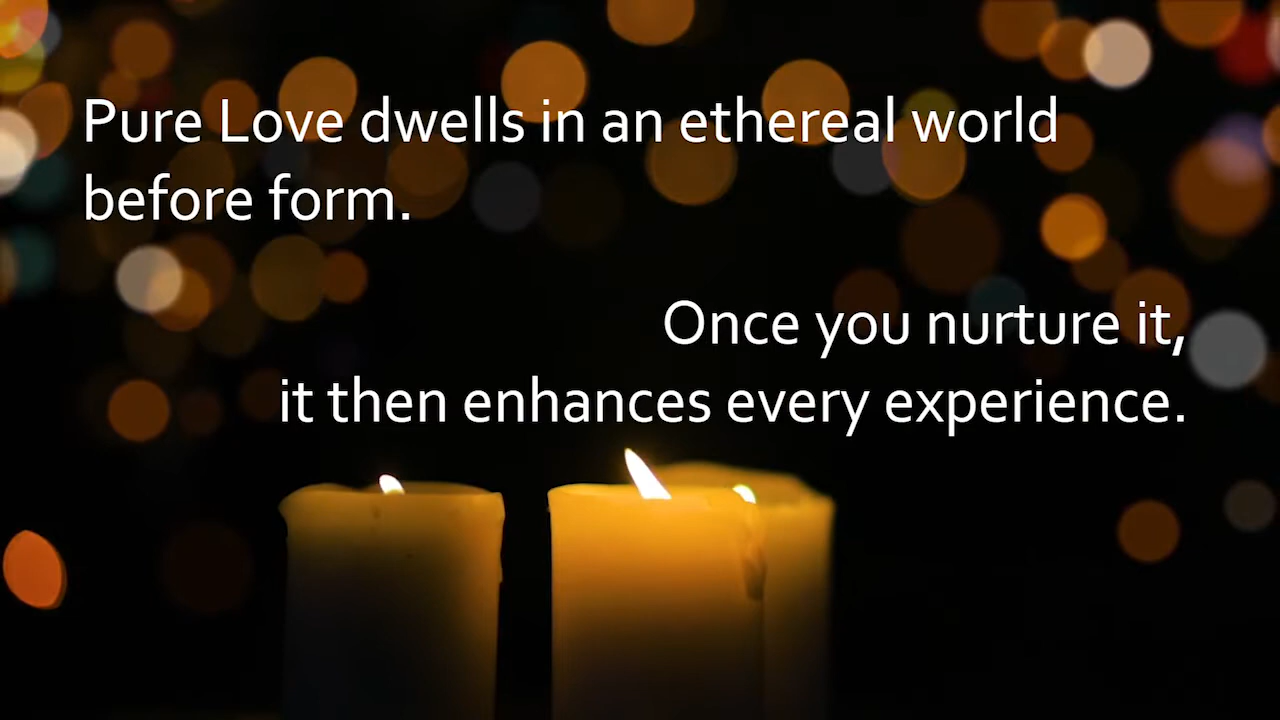 Pure Love dwells in an ethereal world
before form.
Once you nurture it,
it then enhances every experience.